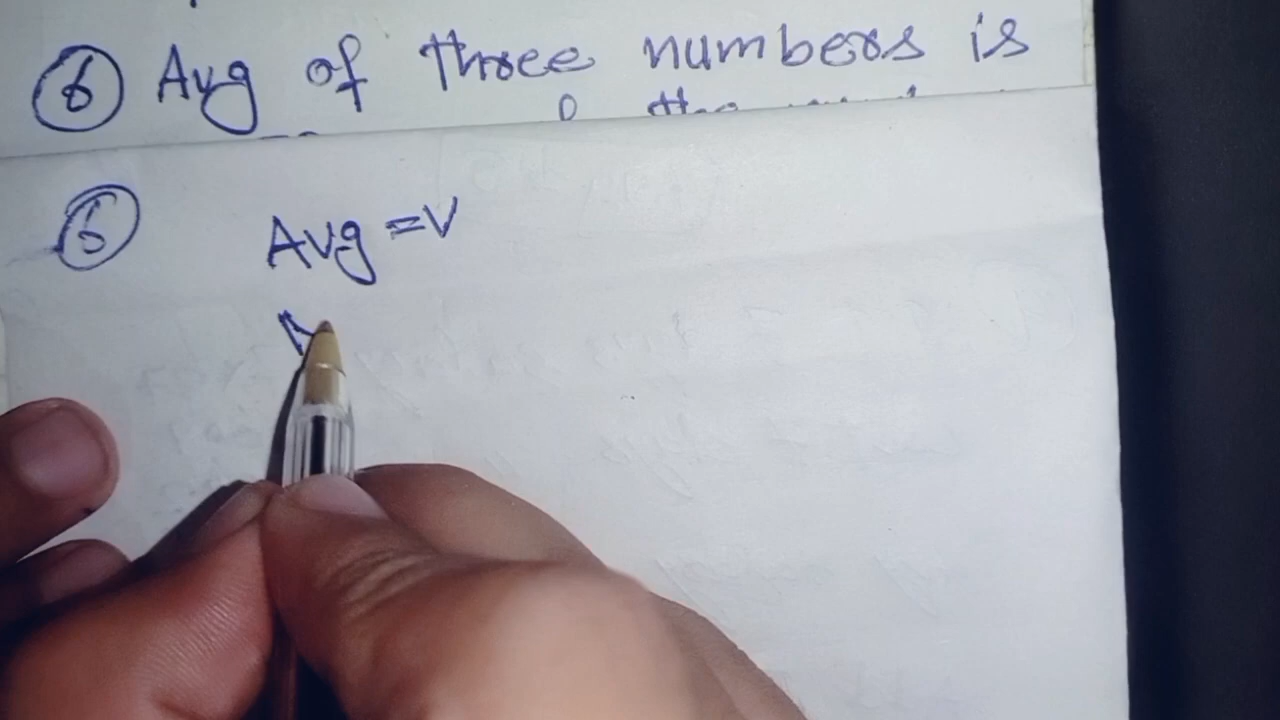 ⑥ Avg of three numbers is
⑥ Avg = V